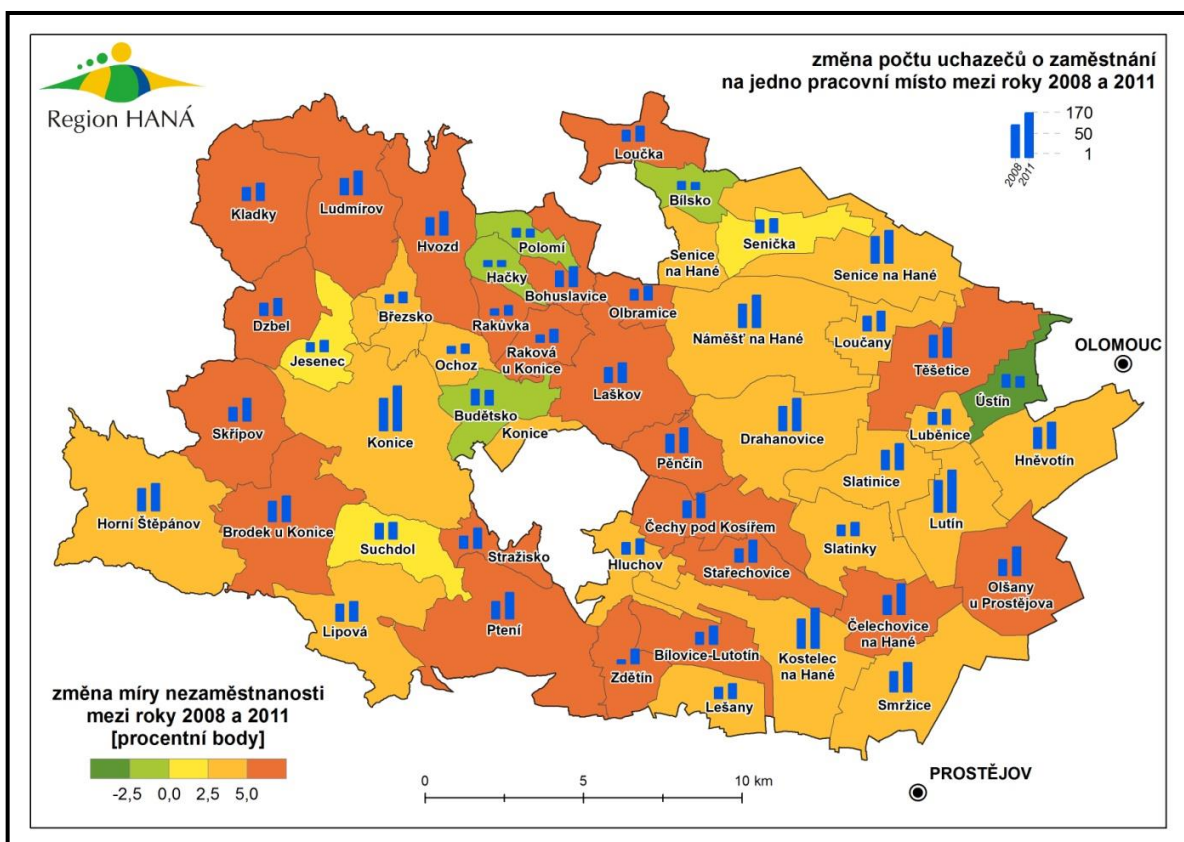 Region HANÁ
změna počtu uchazečů o zaměstnání
na jedno pracovní místo mezi roky 2008 a 2011
170
50
1
2008
2011
Loučka
Kladky
Ludmírov
Bílsko
Hvozd
Polomí
Senička
Senice
na Hané
Senice na Hané
Hačky
Bohuslavice
Olbramice
Dzbel
Březsko
Rakůvka
Náměšť na Hané
Loučany
Jesenec
Ochoz
Raková
u Konice
Těšetice
OLOMOUC
Laškov
Ústín
Budětsko
Skřípov
Konice
Konice
Drahanovice
Luběnice
Hněvotín
Pěnčín
Slatinice
Horní Štěpánov
Brodek u Konice
Čechy pod Kosířem
Lutín
Suchdol
Stražisko
Hluchov
Stařechovice
Slatinky
Olšany
u Prostějova
Lipová
Ptení
Čelechovice
na Hané
Zdětín
Bílovice-Lutotín
Kostelec
na Hané
Lešany
Smržice
změna míry nezaměstnanosti
mezi roky 2008 a 2011
[procentní body]
-2,5
0,0
2,5
5,0
0
5
10 km
PROSTĚJOV